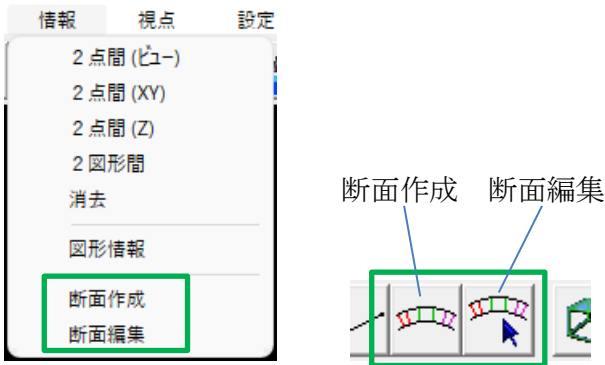 情報 視点 設定
2点間(ビュー)
2点間(XY)
2点間(Z)
2図形間
消去
図形情報
断面作成
断面編集
断面作成 断面編集